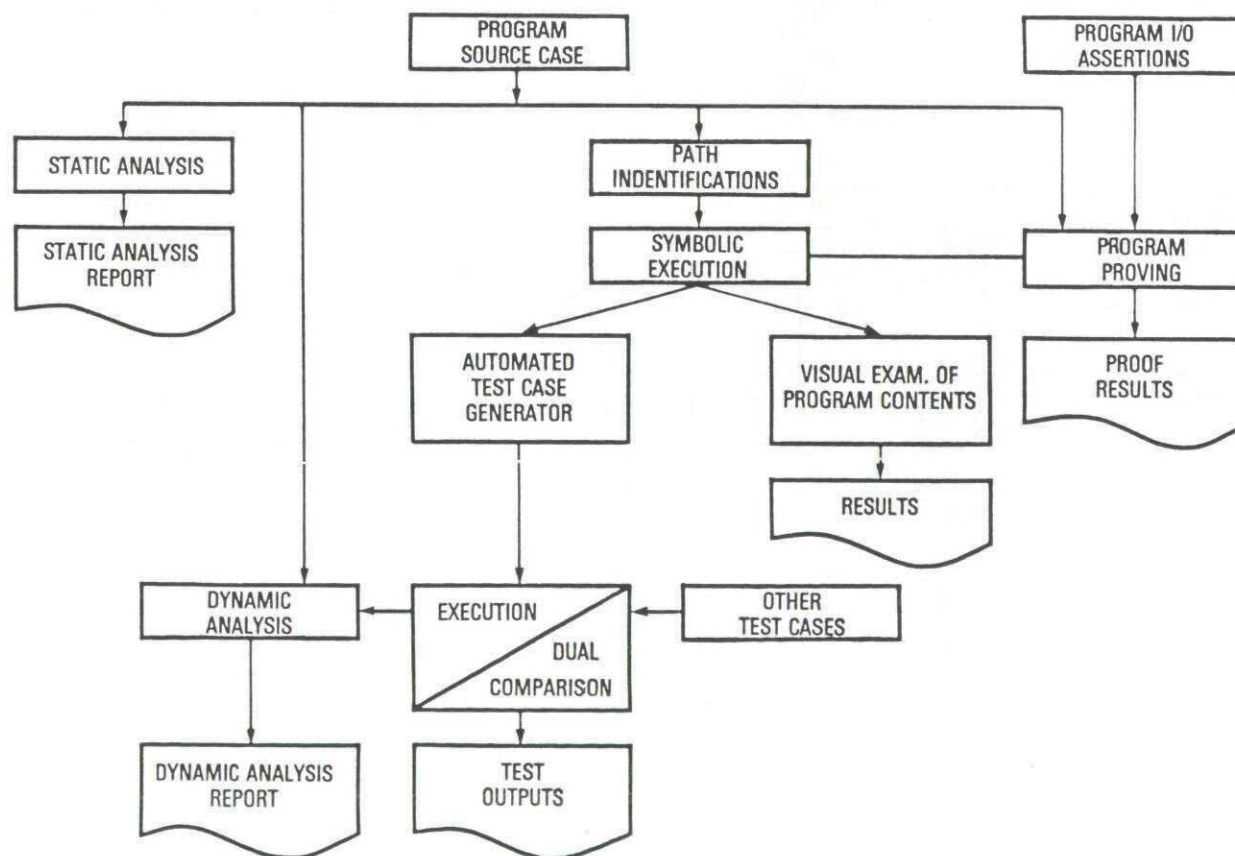 PROGRAM
SOURCE CASE
PROGRAM I/O
ASSERTIONS
STATIC ANALYSIS
PATH
INDENTIFICATIONS
STATIC ANALYSIS
REPORT
SYMBOLIC
EXECUTION
PROGRAM
PROVING
AUTOMATED
TEST CASE
GENERATOR
VISUAL EXAM. OF
PROGRAM CONTENTS
PROOF
RESULTS
RESULTS
DYNAMIC
ANALYSIS
EXECUTION
DUAL
COMPARISON
OTHER
TEST CASES
DYNAMIC ANALYSIS
REPORT
TEST
OUTPUTS